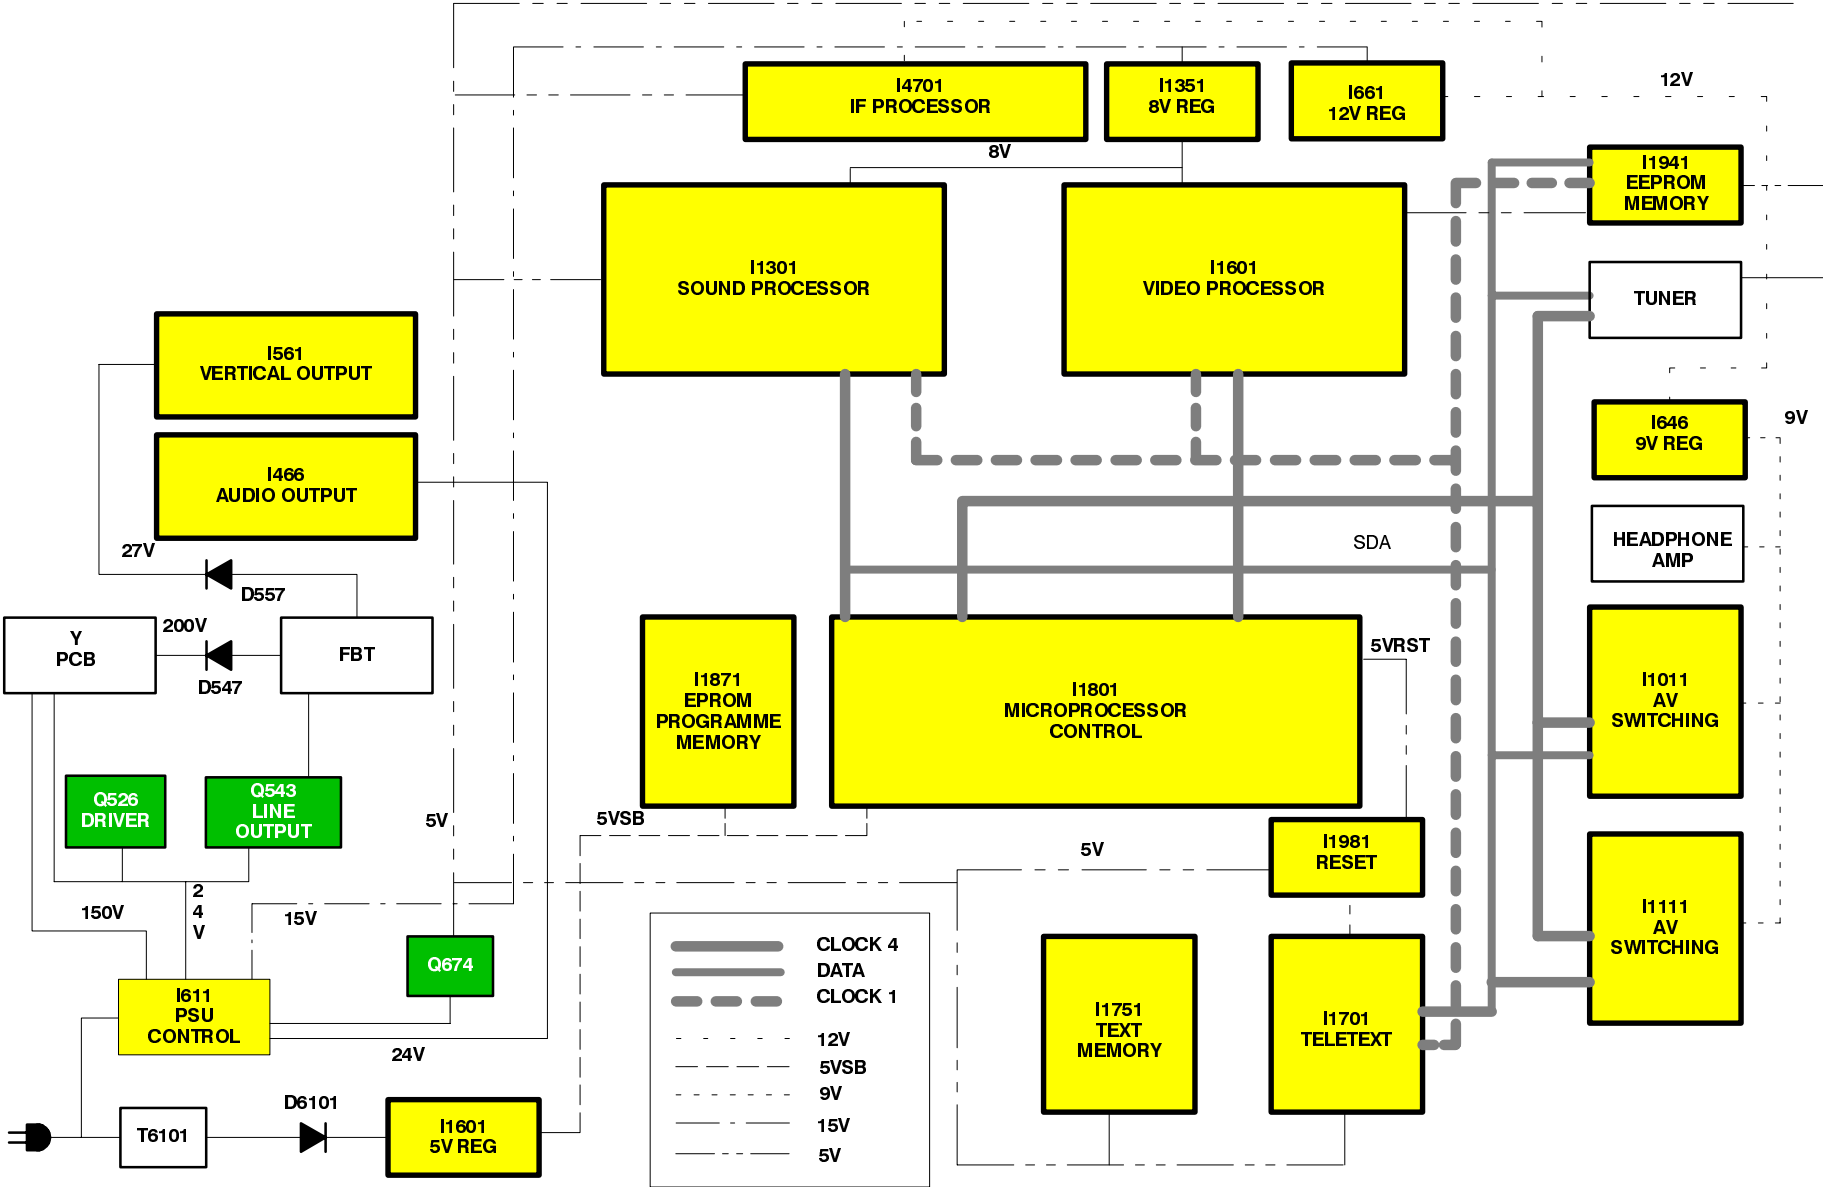 I4701
IF PROCESSOR
I1351
8V REG
I661
12V REG
12V
8V
I1941
EEPROM
MEMORY
I1301
SOUND PROCESSOR
I1601
VIDEO PROCESSOR
TUNER
I561
VERTICAL OUTPUT
I646
9V REG
9V
I466
AUDIO OUTPUT
27V
D557
SDA
HEADPHONE
AMP
Y
PCB
200V
D547
FBT
I1871
EPROM
PROGRAMME
MEMORY
I1801
MICROPROCESSOR
CONTROL
5VRST
I1011
AV
SWITCHING
Q526
DRIVER
Q543
LINE
OUTPUT
5V
5VSB
5V
I1981
RESET
150V
2
4
V
15V
I1111
AV
SWITCHING
Q674
CLOCK 4
DATA
CLOCK 1
12V
5VSB
9V
15V
5V
I611
PSU
CONTROL
24V
I1751
TEXT
MEMORY
I1701
TELETEXT
T6101
D6101
I1601
5V REG